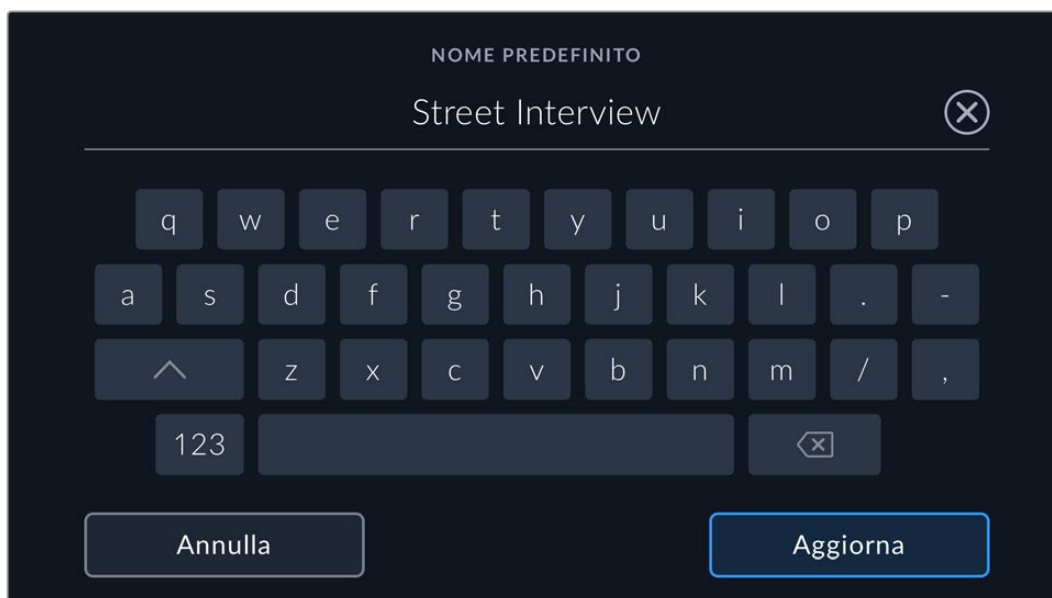 NOME PREDEFINITO
Street Interview
q w e r t y u i o p
a s d f g h j k l . -
z x c v b n m / ,
123
Annulla Aggiorna